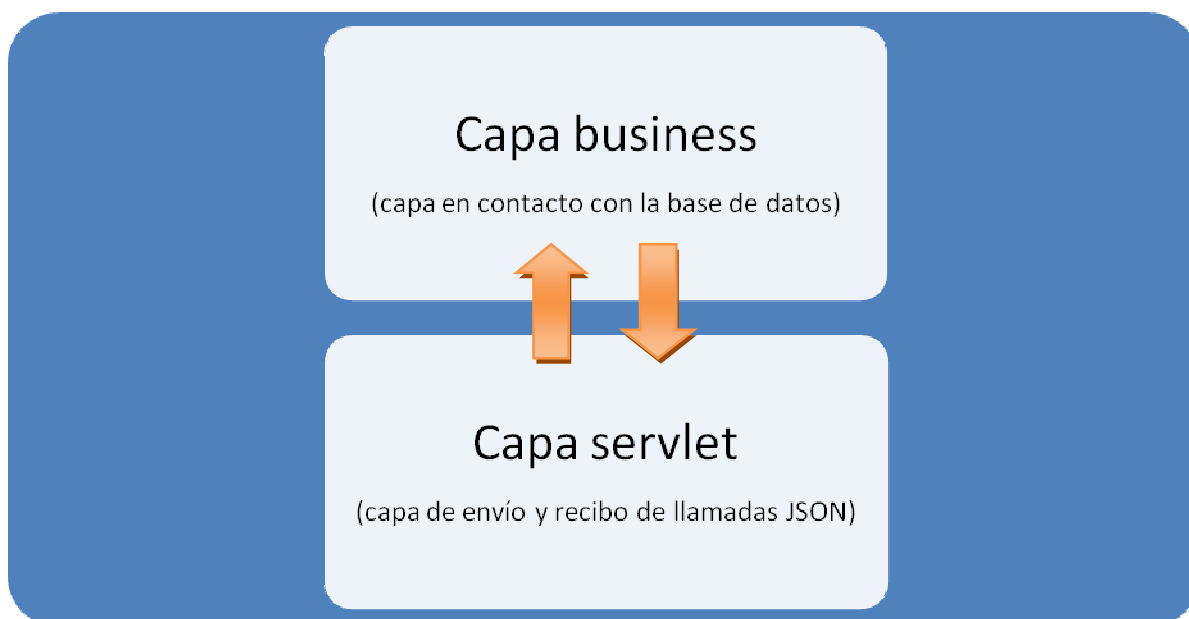 Capa business
(capa en contacto con la base de datos)
Capa servlet
(capa de envío y recibo de llamadas JSON)